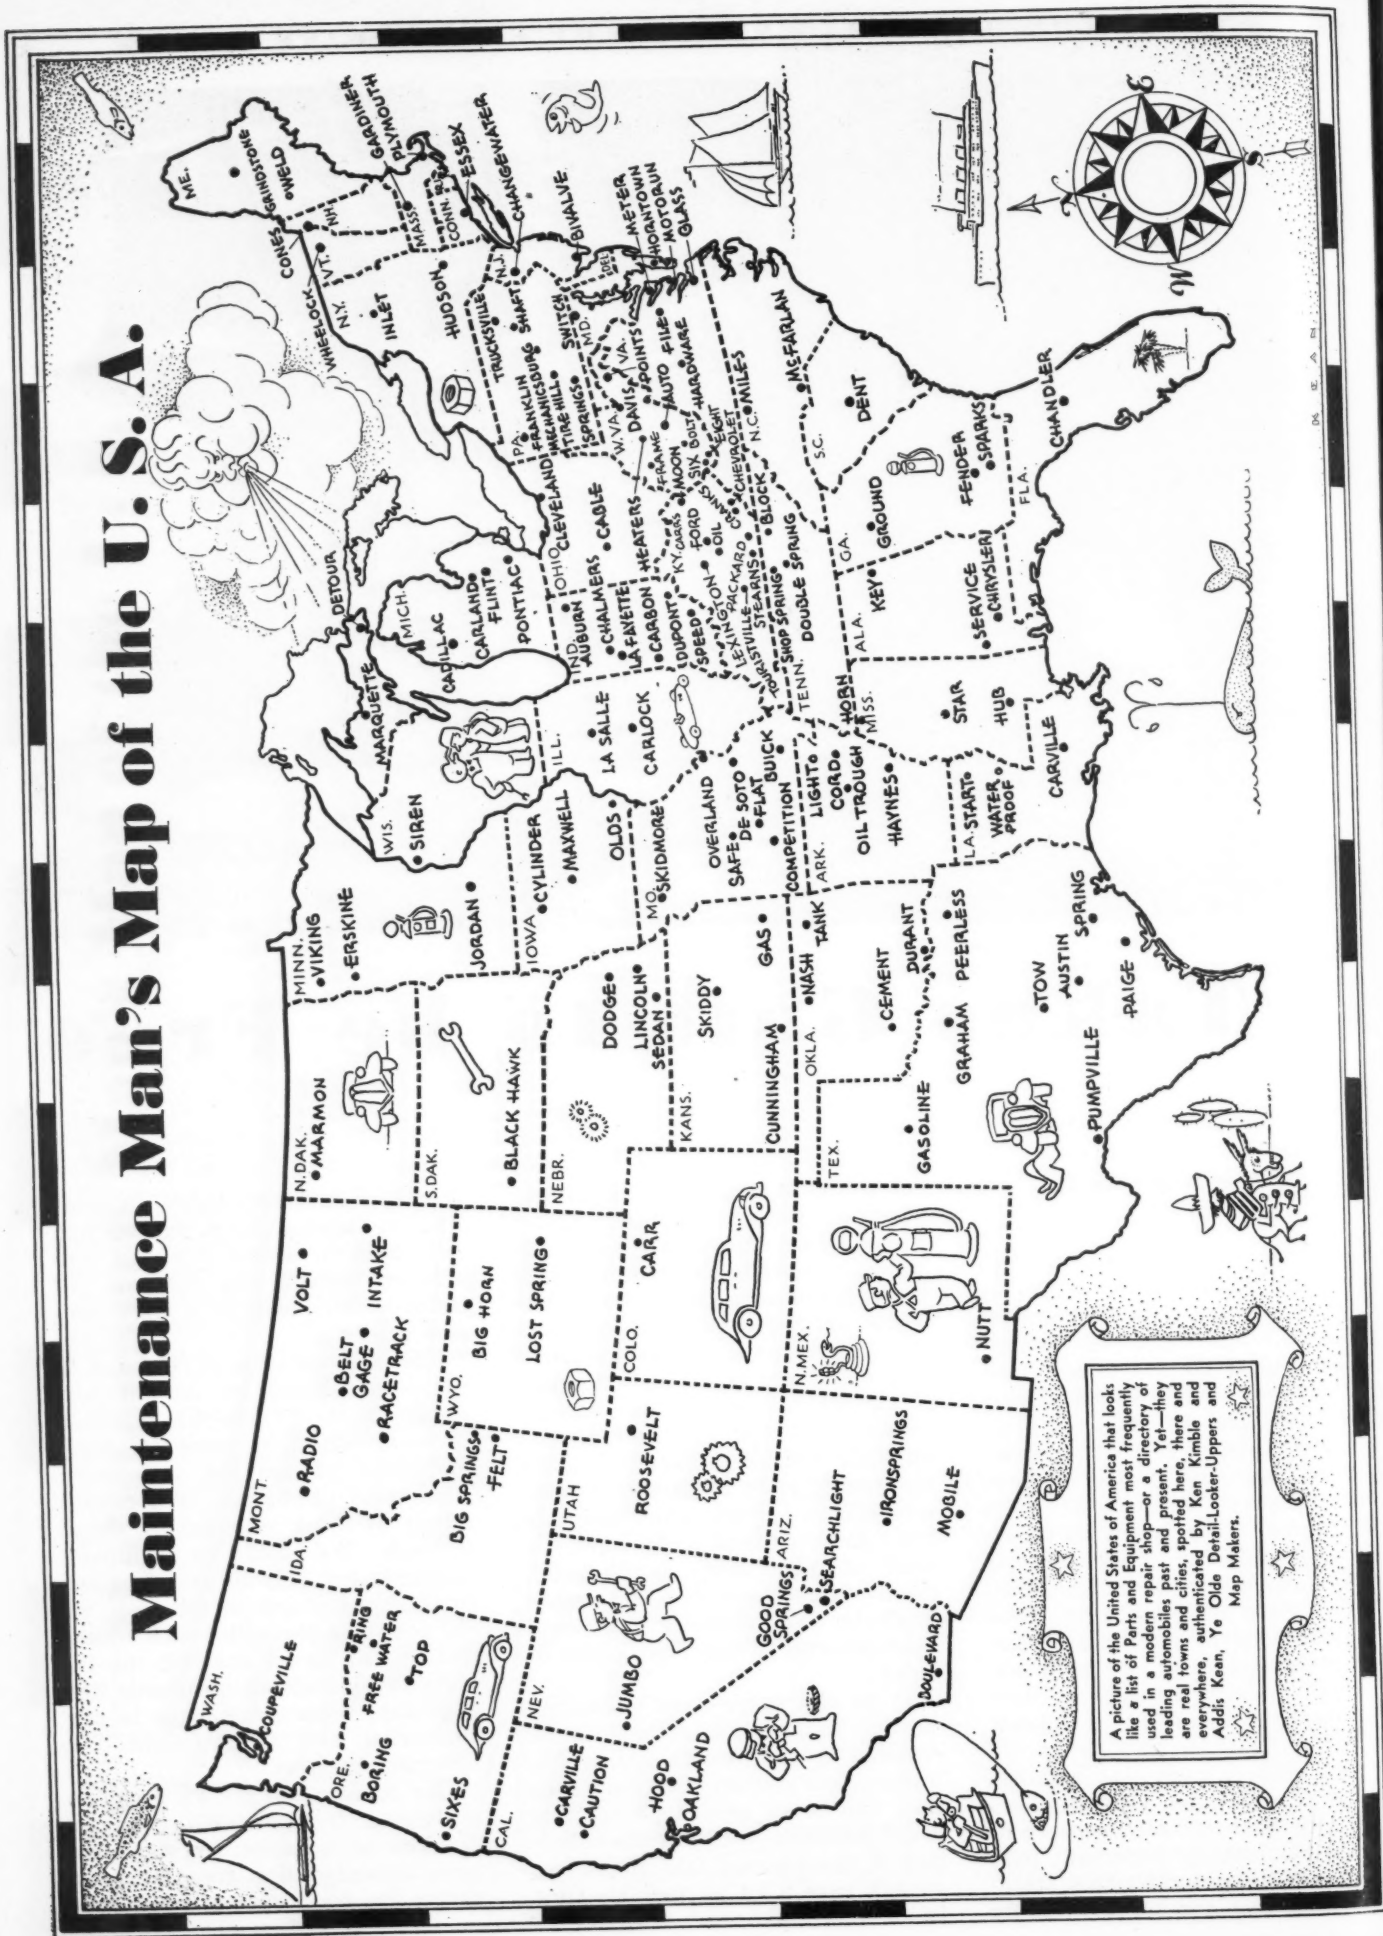 Maintenance Man's Map of the U. S. A.
WASH.
COUPEVILLE
ORE.
BORING
RING
FREE WATER
TOP
SIXES
CAL.
CARVILLE
CAUTION
HOOD
OAKLAND
BOULEVARD
NEV.
JUMBO
GOOD
SPRINGS
SEARCHLIGHT
IDA.
BIG SPRINGS
FELT
MONT.
RADIO
VOLT
BELT
GAGE
INTAKE
RACETRACK
WYO.
BIG HORN
LOST SPRING
UTAH
ROOSEVELT
COLO.
CARR
ARIZ.
IRONSPRINGS
MOBILE
N.MEX.
NUTT
N.DAK.
MARMON
S.DAK.
BLACK HAWK
NEBR.
DODGE
LINCOLN
SEDAN
KANS.
SKIDDY
GAS
CUNNINGHAM
OKLA.
NASH
TANK
CEMENT
DURANT
TEX.
GASOLINE
GRAHAM
PEERLESS
TOW
AUSTIN
SPRING
PAIGE
PUMPVILLE
MINN.
VIKING
ERSKINE
JORDAN
IOWA
CYLINDER
MAXWELL
OLDS
MO.
SKIDMORE
OVERLAND
SAFE
DE SOTO
FLAT
BUICK
COMPETITION
ARK.
LIGHT
CORD
OIL TROUGH
HAYNES
LA.
START
WATER
PROOF
CARVILLE
WIS.
SIREN
MARQUETTE
DETOUR
MICH.
CADILLAC
CARLAND
FLINT
PONTIAC
ILL.
LA SALLE
CARLOCK
IND.
AUBURN
CHALMERS
LA FAYETTE
CARBON
DUPONT
SPEED
OHIO
CLEVELAND
CABLE
HEATERS
KY.
CARRS
FORD
OIL
FRAME
MOON
SIX
BOLT
EIGHT
CRANKS
CHEVROLET
LEXINGTON
PACKARD
TOURISTVILLE
STEARNS
BLOCK
TENN.
SHOP SPRING
DOUBLE SPRING
HORN
MISS.
STAR
HUB
ALA.
KEY
SERVICE
CHRYSLER
GA.
GROUND
FENDER
SPARKS
FLA.
CHANDLER
S.C.
DENT
McFARLAN
N.C.
MILES
W.VA.
DAVIS
VA.
POINTS
AUTO
FILE
HARDWARE
MD.
SWITCH
DEL.
METER
HORNTOWN
MOTORUN
GLASS
PA.
FRANKLIN
MECHANICSBURG
TIRE HILL
SPRINGS
TRUCKSVILLE
SHAFT
N.J.
CHANGEWATER
BIVALVE
N.Y.
INLET
HUDSON
WHEELOCK
VT.
CONES
N.H.
ME.
GRINDSTONE
WELD
MASS.
GARDINER
PLYMOUTH
CONN.
R.I.
ESSEX
N
E
S
W
A picture of the United States of America that looks
like a list of Parts and Equipment most frequently
used in a modern repair shop—or a directory of
leading automobiles past and present. Yet—they
are real towns and cities, spotted here, there and
everywhere, authenticated by Ken Kimble and
Addis Kean, Ye Olde Detail-Looker-Uppers and
Map Makers.